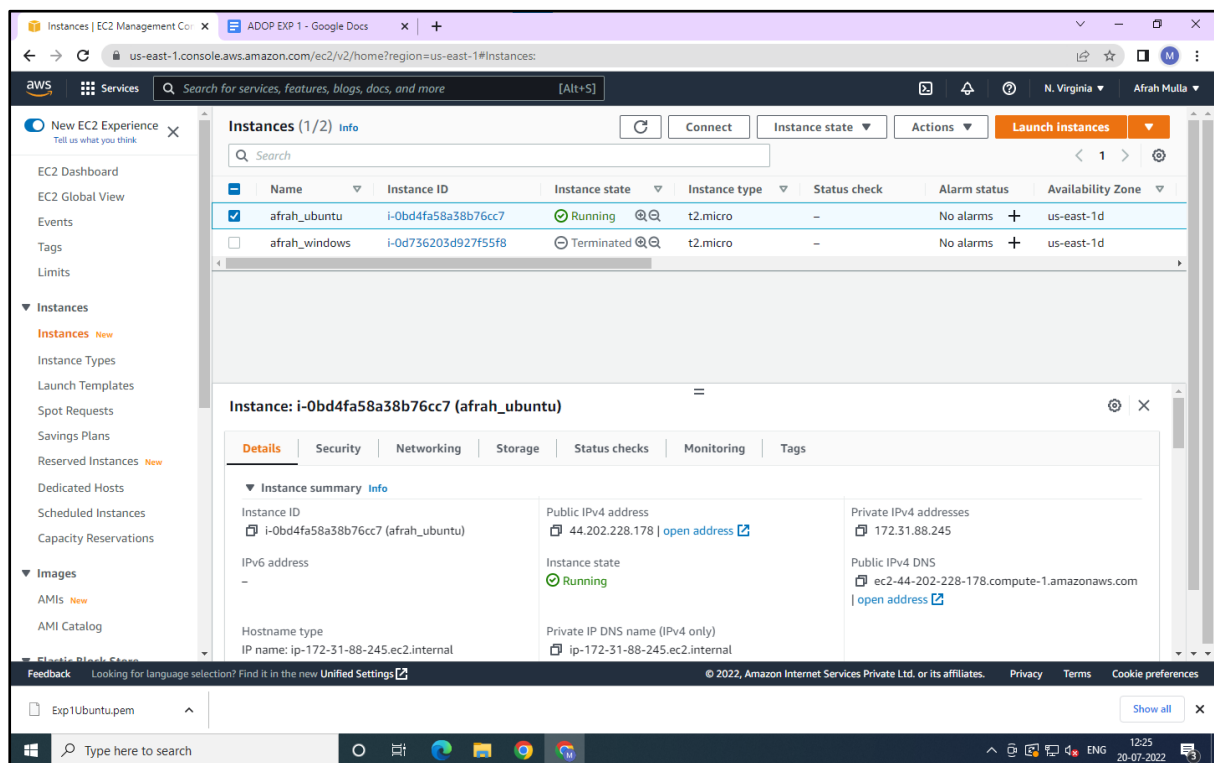 Instances | EC2 Management Con
ADOP EXP 1 - Google Docs
us-east-1.console.aws.amazon.com/ec2/v2/home?region=us-east-1#Instances:
M
aws Services Search for services, features, blogs, docs, and more [Alt+S] N. Virginia ▼ Afrah Mulla ▼
New EC2 Experience
Tell us what you think
EC2 Dashboard
EC2 Global View
Events
Tags
Limits
▼ Instances
Instances New
Instance Types
Launch Templates
Spot Requests
Savings Plans
Reserved Instances New
Dedicated Hosts
Scheduled Instances
Capacity Reservations
▼ Images
AMIs New
AMI Catalog
▼ Elastic Block Store
Instances (1/2) Info Connect Instance state ▼ Actions ▼ Launch instances ▼
Search < 1 >
Name Instance ID Instance state Instance type Status check Alarm status Availability Zone
afrah_ubuntu i-0bd4fa58a38b76cc7 Running t2.micro – No alarms + us-east-1d
afrah_windows i-0d736203d927f55f8 Terminated t2.micro – No alarms + us-east-1d
Instance: i-0bd4fa58a38b76cc7 (afrah_ubuntu)
Details Security Networking Storage Status checks Monitoring Tags
▼ Instance summary Info
Instance ID Public IPv4 address Private IPv4 addresses
i-0bd4fa58a38b76cc7 (afrah_ubuntu) 44.202.228.178 | open address 172.31.88.245
IPv6 address Instance state Public IPv4 DNS
– Running ec2-44-202-228-178.compute-1.amazonaws.com
| open address
Hostname type Private IP DNS name (IPv4 only)
IP name: ip-172-31-88-245.ec2.internal ip-172-31-88-245.ec2.internal
Feedback Looking for language selection? Find it in the new Unified Settings © 2022, Amazon Internet Services Private Ltd. or its affiliates. Privacy Terms Cookie preferences
Exp1Ubuntu.pem Show all
Type here to search ENG 12:25
20-07-2022 3